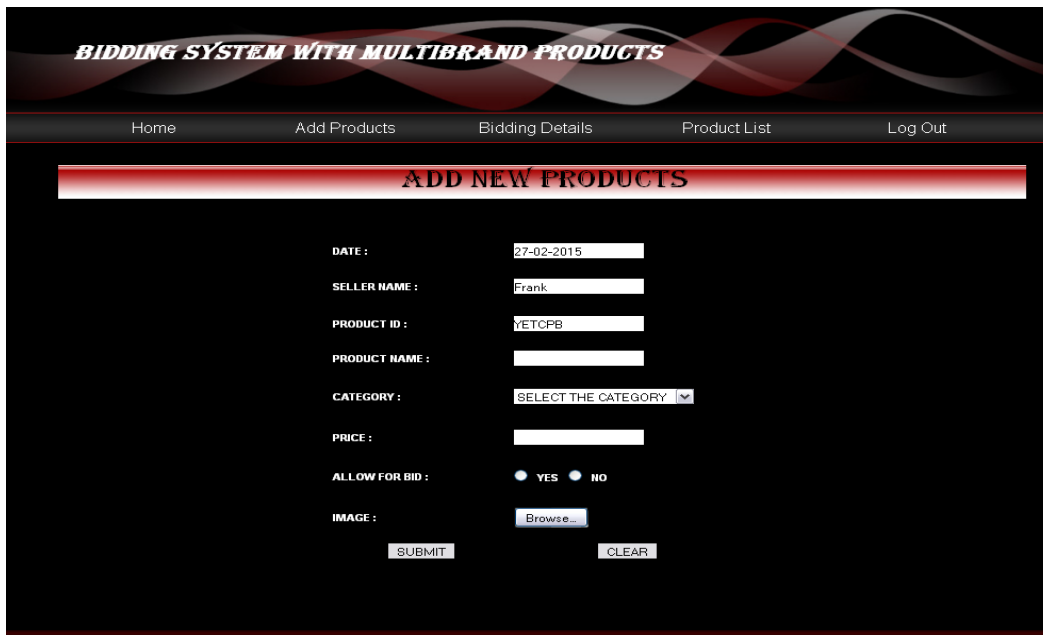 BIDDING SYSTEM WITH MULTIBRAND PRODUCTS
Home Add Products Bidding Details Product List Log Out
ADD NEW PRODUCTS
DATE : 27-02-2015
SELLER NAME : Frank
PRODUCT ID : YETCPB
PRODUCT NAME :
CATEGORY : SELECT THE CATEGORY
PRICE :
ALLOW FOR BID : YES NO
IMAGE : Browse...
SUBMIT CLEAR